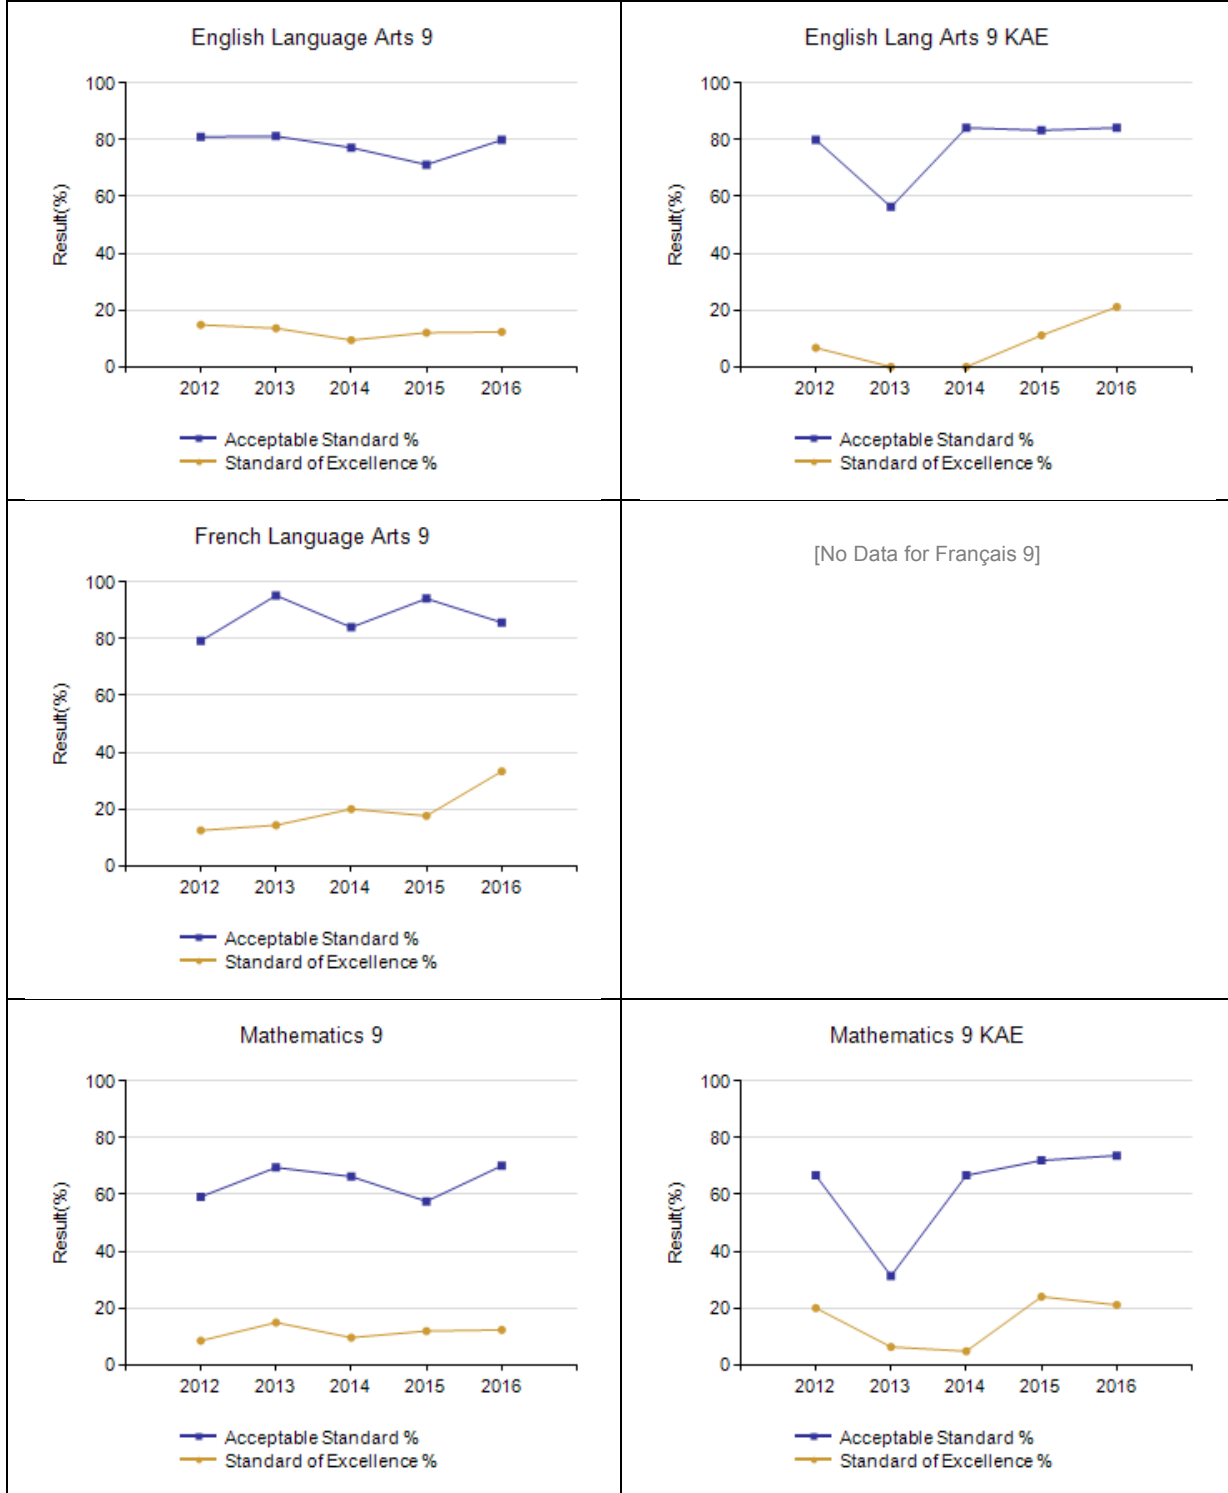 English Language Arts 9
100
80
60
40
20
0
Result(%)
2012 2013 2014 2015 2016
Acceptable Standard %
Standard of Excellence %
English Lang Arts 9 KAE
100
80
60
40
20
0
Result(%)
2012 2013 2014 2015 2016
Acceptable Standard %
Standard of Excellence %
French Language Arts 9
100
80
60
40
20
0
Result(%)
2012 2013 2014 2015 2016
Acceptable Standard %
Standard of Excellence %
[No Data for Français 9]
Mathematics 9
100
80
60
40
20
0
Result(%)
2012 2013 2014 2015 2016
Acceptable Standard %
Standard of Excellence %
Mathematics 9 KAE
100
80
60
40
20
0
Result(%)
2012 2013 2014 2015 2016
Acceptable Standard %
Standard of Excellence %